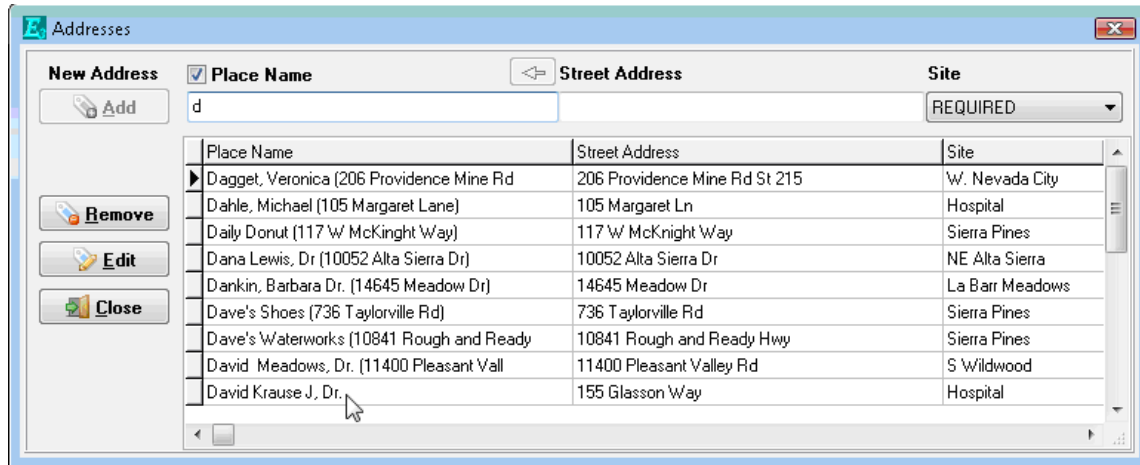 Addresses
New Address Place Name Street Address Site
Add d REQUIRED
Place Name Street Address Site
Dagget, Veronica (206 Providence Mine Rd 206 Providence Mine Rd St 215 W. Nevada City
Dahle, Michael (105 Margaret Lane) 105 Margaret Ln Hospital
Daily Donut (117 W McKinght Way) 117 W McKnight Way Sierra Pines
Dana Lewis, Dr (10052 Alta Sierra Dr) 10052 Alta Sierra Dr NE Alta Sierra
Dankin, Barbara Dr. (14645 Meadow Dr) 14645 Meadow Dr La Barr Meadows
Dave's Shoes (736 Taylorville Rd) 736 Taylorville Rd Sierra Pines
Dave's Waterworks (10841 Rough and Ready 10841 Rough and Ready Hwy Sierra Pines
David Meadows, Dr. (11400 Pleasant Vall 11400 Pleasant Valley Rd S Wildwood
David Krause J, Dr. 155 Glasson Way Hospital
Remove
Edit
Close